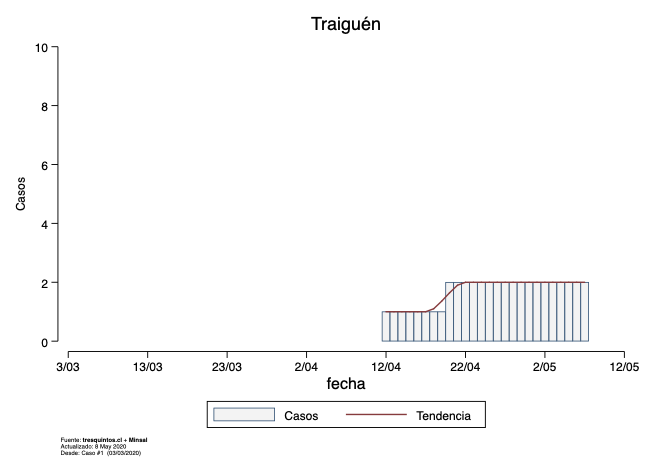 Traiguén
10
8
6
4
2
0
Casos
3/03 13/03 23/03 2/04 12/04 22/04 2/05 12/05
fecha
Casos Tendencia
Fuente: tresquintos.cl + Minsal
Actualizado: 8 May 2020
Desde: Caso #1 (03/03/2020)